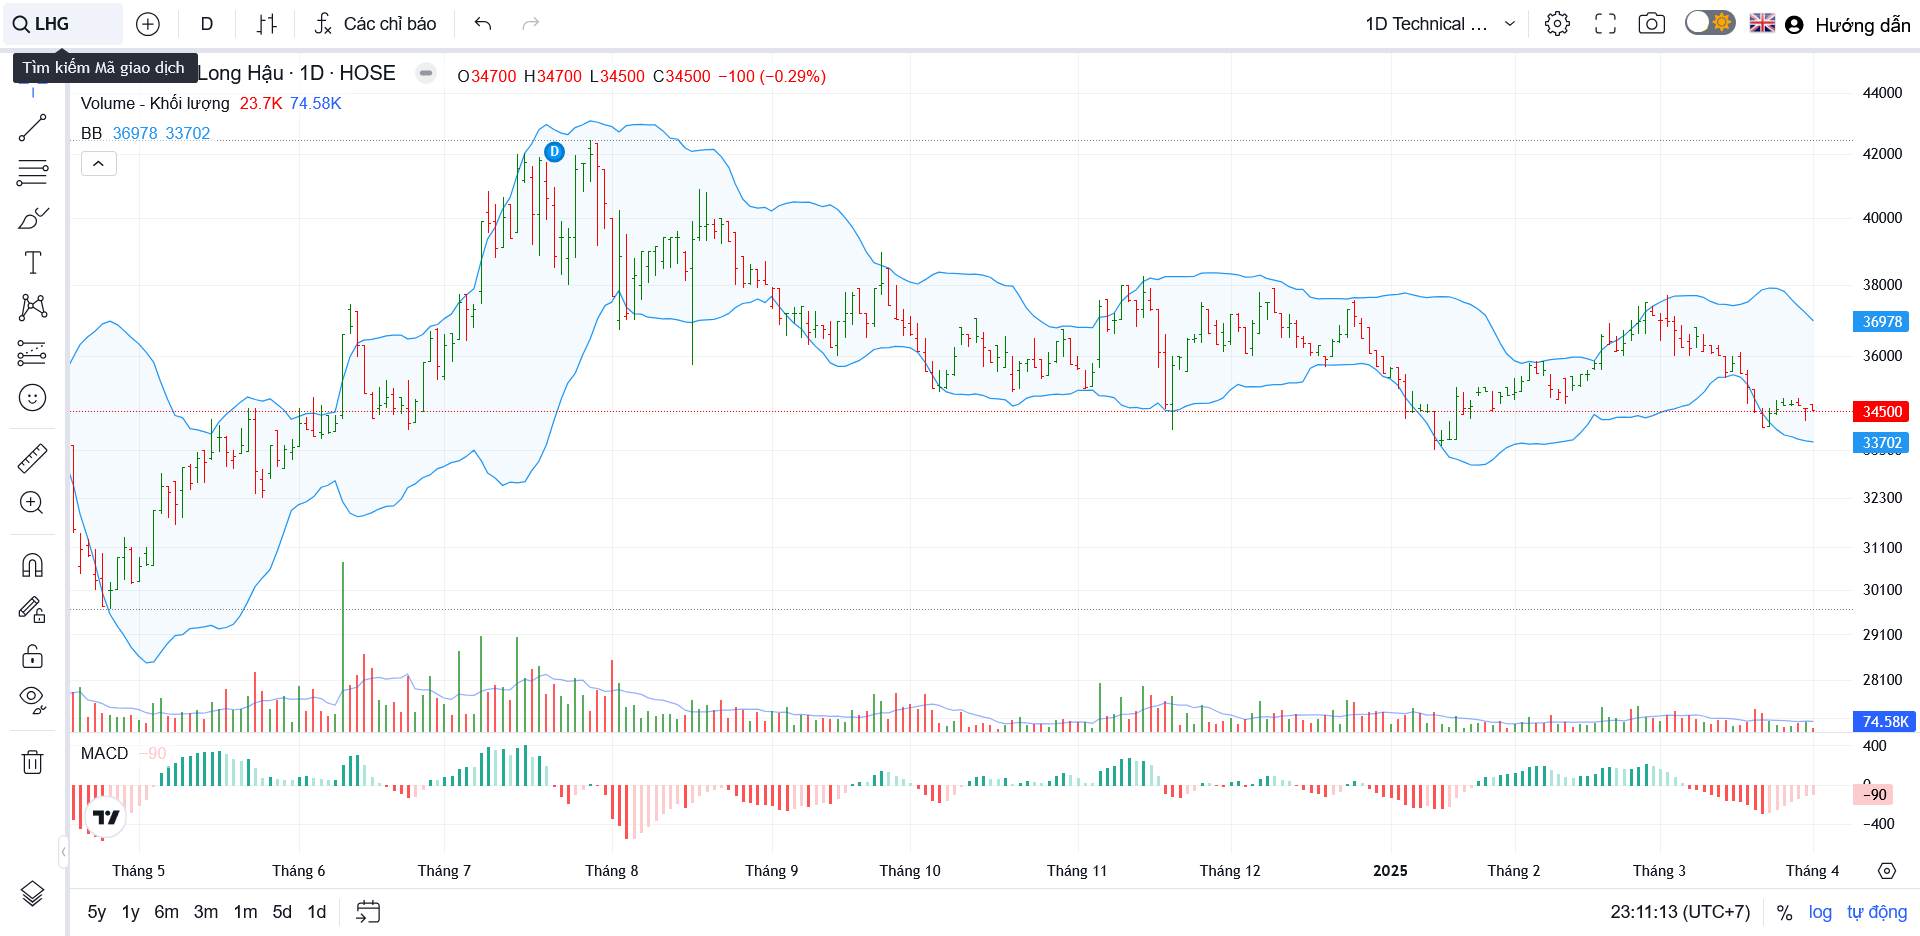 LHG
D
Các chỉ báo
1D Technical ...
Hướng dẫn
Tìm kiếm Mã giao dịch
Long Hậu · 1D · HOSE
O34700 H34700 L34500 C34500 −100 (−0.29%)
Volume - Khối lượng 23.7K 74.58K
BB 36978 33702
D
44000
42000
40000
38000
36978
36000
34500
33702
32300
31100
30100
29100
28100
74.58K
MACD −90
400
0
−90
−400
Tháng 5
Tháng 6
Tháng 7
Tháng 8
Tháng 9
Tháng 10
Tháng 11
Tháng 12
2025
Tháng 2
Tháng 3
Tháng 4
5y 1y 6m 3m 1m 5d 1d
23:11:13 (UTC+7)
% log tự động